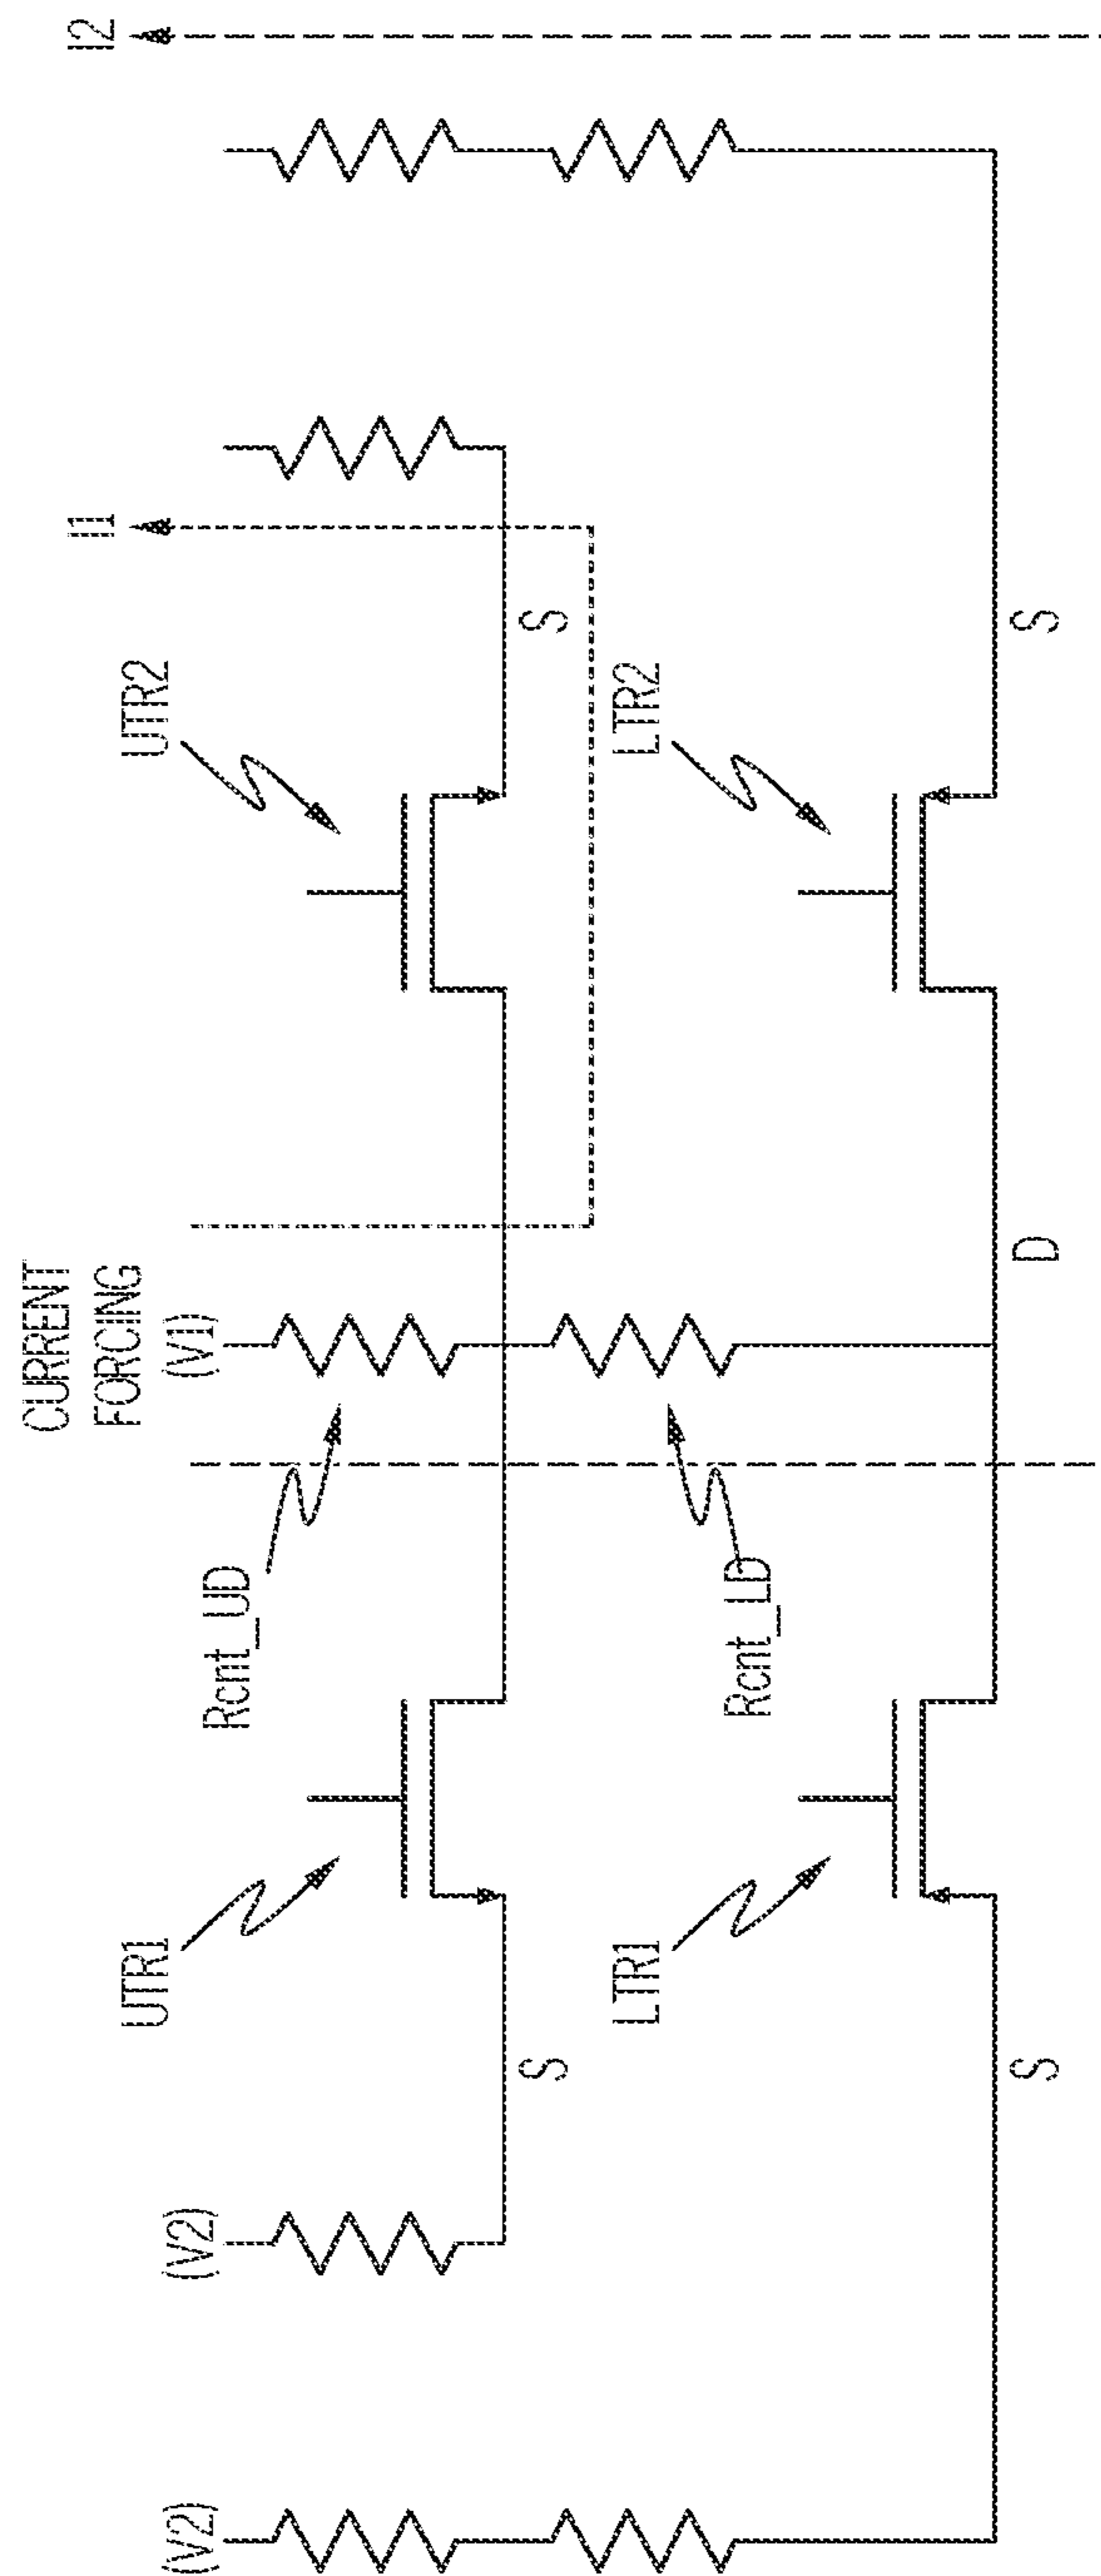 CURRENT
FORCING
I1
I2
UTR1
UTR2
(V2)
(V2)
(V1)
Rcnt_UD
S
S
LTR1
LTR2
Rcnt_LD
S
D
S